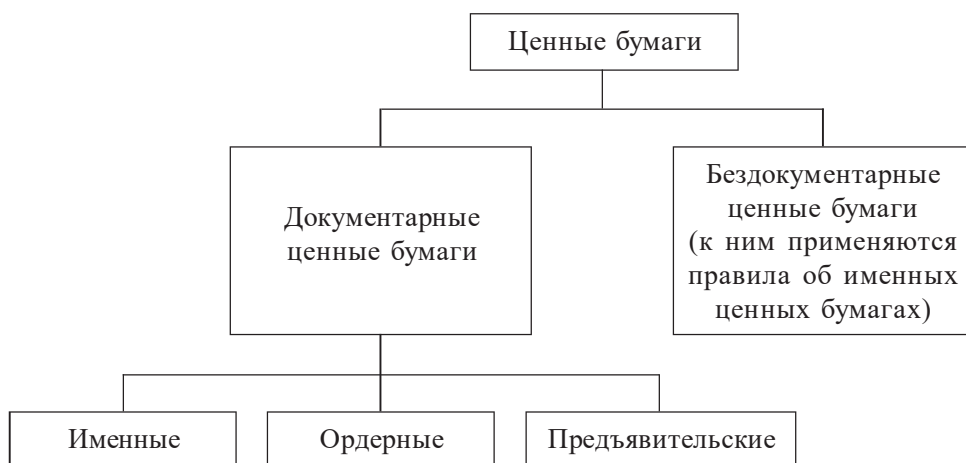 Ценные бумаги
Документарные
ценные бумаги
Бездокументарные
ценные бумаги
(к ним применяются
правила об именных
ценных бумагах)
Именные
Ордерные
Предъявительские